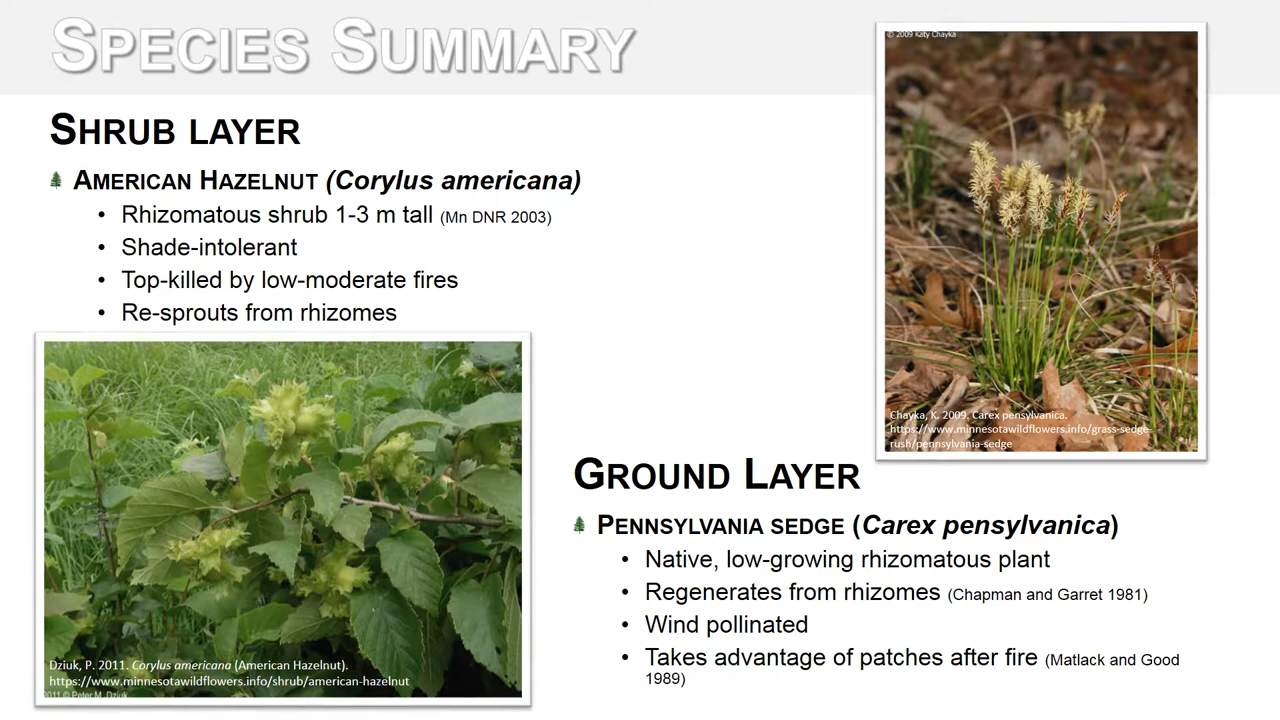 SPECIES SUMMARY
SHRUB LAYER
AMERICAN HAZELNUT (Corylus americana)
• Rhizomatous shrub 1-3 m tall (Mn DNR 2003)
• Shade-intolerant
• Top-killed by low-moderate fires
• Re-sprouts from rhizomes
Dziuk, P. 2011. Corylus americana (American Hazelnut).
https://www.minnesotawildflowers.info/shrub/american-hazelnut
2011 © Peter M. Dziuk
© 2009 Katy Chayka
Chayka, K. 2009. Carex pensylvanica.
https://www.minnesotawildflowers.info/grass-sedge-
rush/pennsylvania-sedge
GROUND LAYER
PENNSYLVANIA SEDGE (Carex pensylvanica)
• Native, low-growing rhizomatous plant
• Regenerates from rhizomes (Chapman and Garret 1981)
• Wind pollinated
• Takes advantage of patches after fire (Matlack and Good
1989)